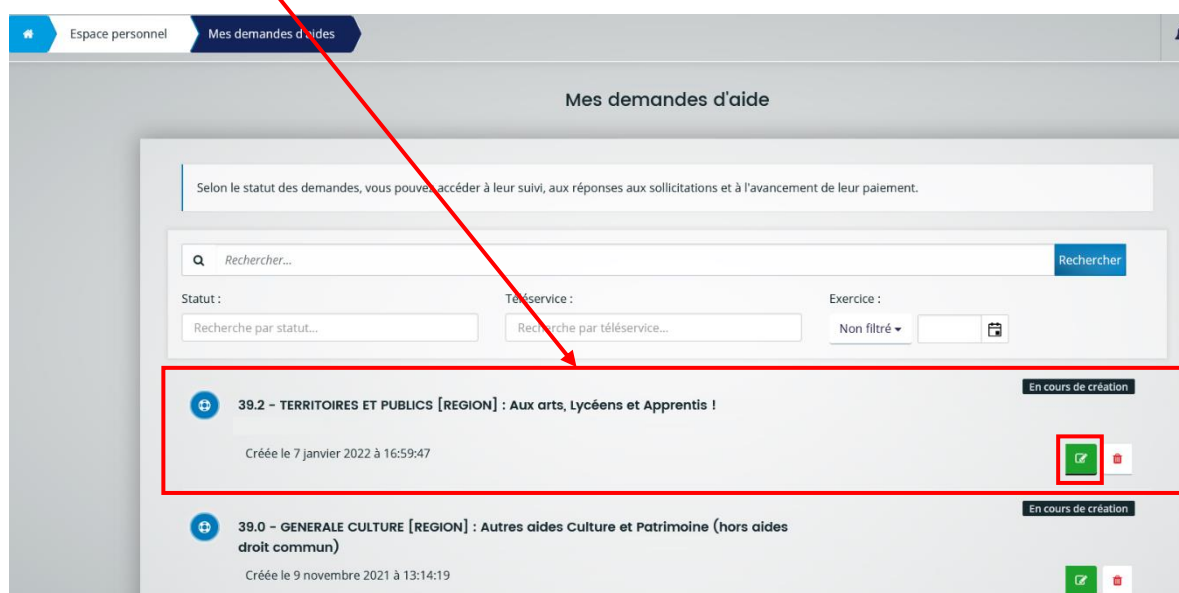 Espace personnel
Mes demandes d'aides
Mes demandes d'aide
Selon le statut des demandes, vous pouvez accéder à leur suivi, aux réponses aux sollicitations et à l'avancement de leur paiement.
Rechercher...
Rechercher
Statut :
Téléservice :
Exercice :
Recherche par statut...
Recherche par téléservice...
Non filtré
En cours de création
39.2 – TERRITOIRES ET PUBLICS [REGION] : Aux arts, Lycéens et Apprentis !
Créée le 7 janvier 2022 à 16:59:47
En cours de création
39.0 – GENERALE CULTURE [REGION] : Autres aides Culture et Patrimoine (hors aides
droit commun)
Créée le 9 novembre 2021 à 13:14:19